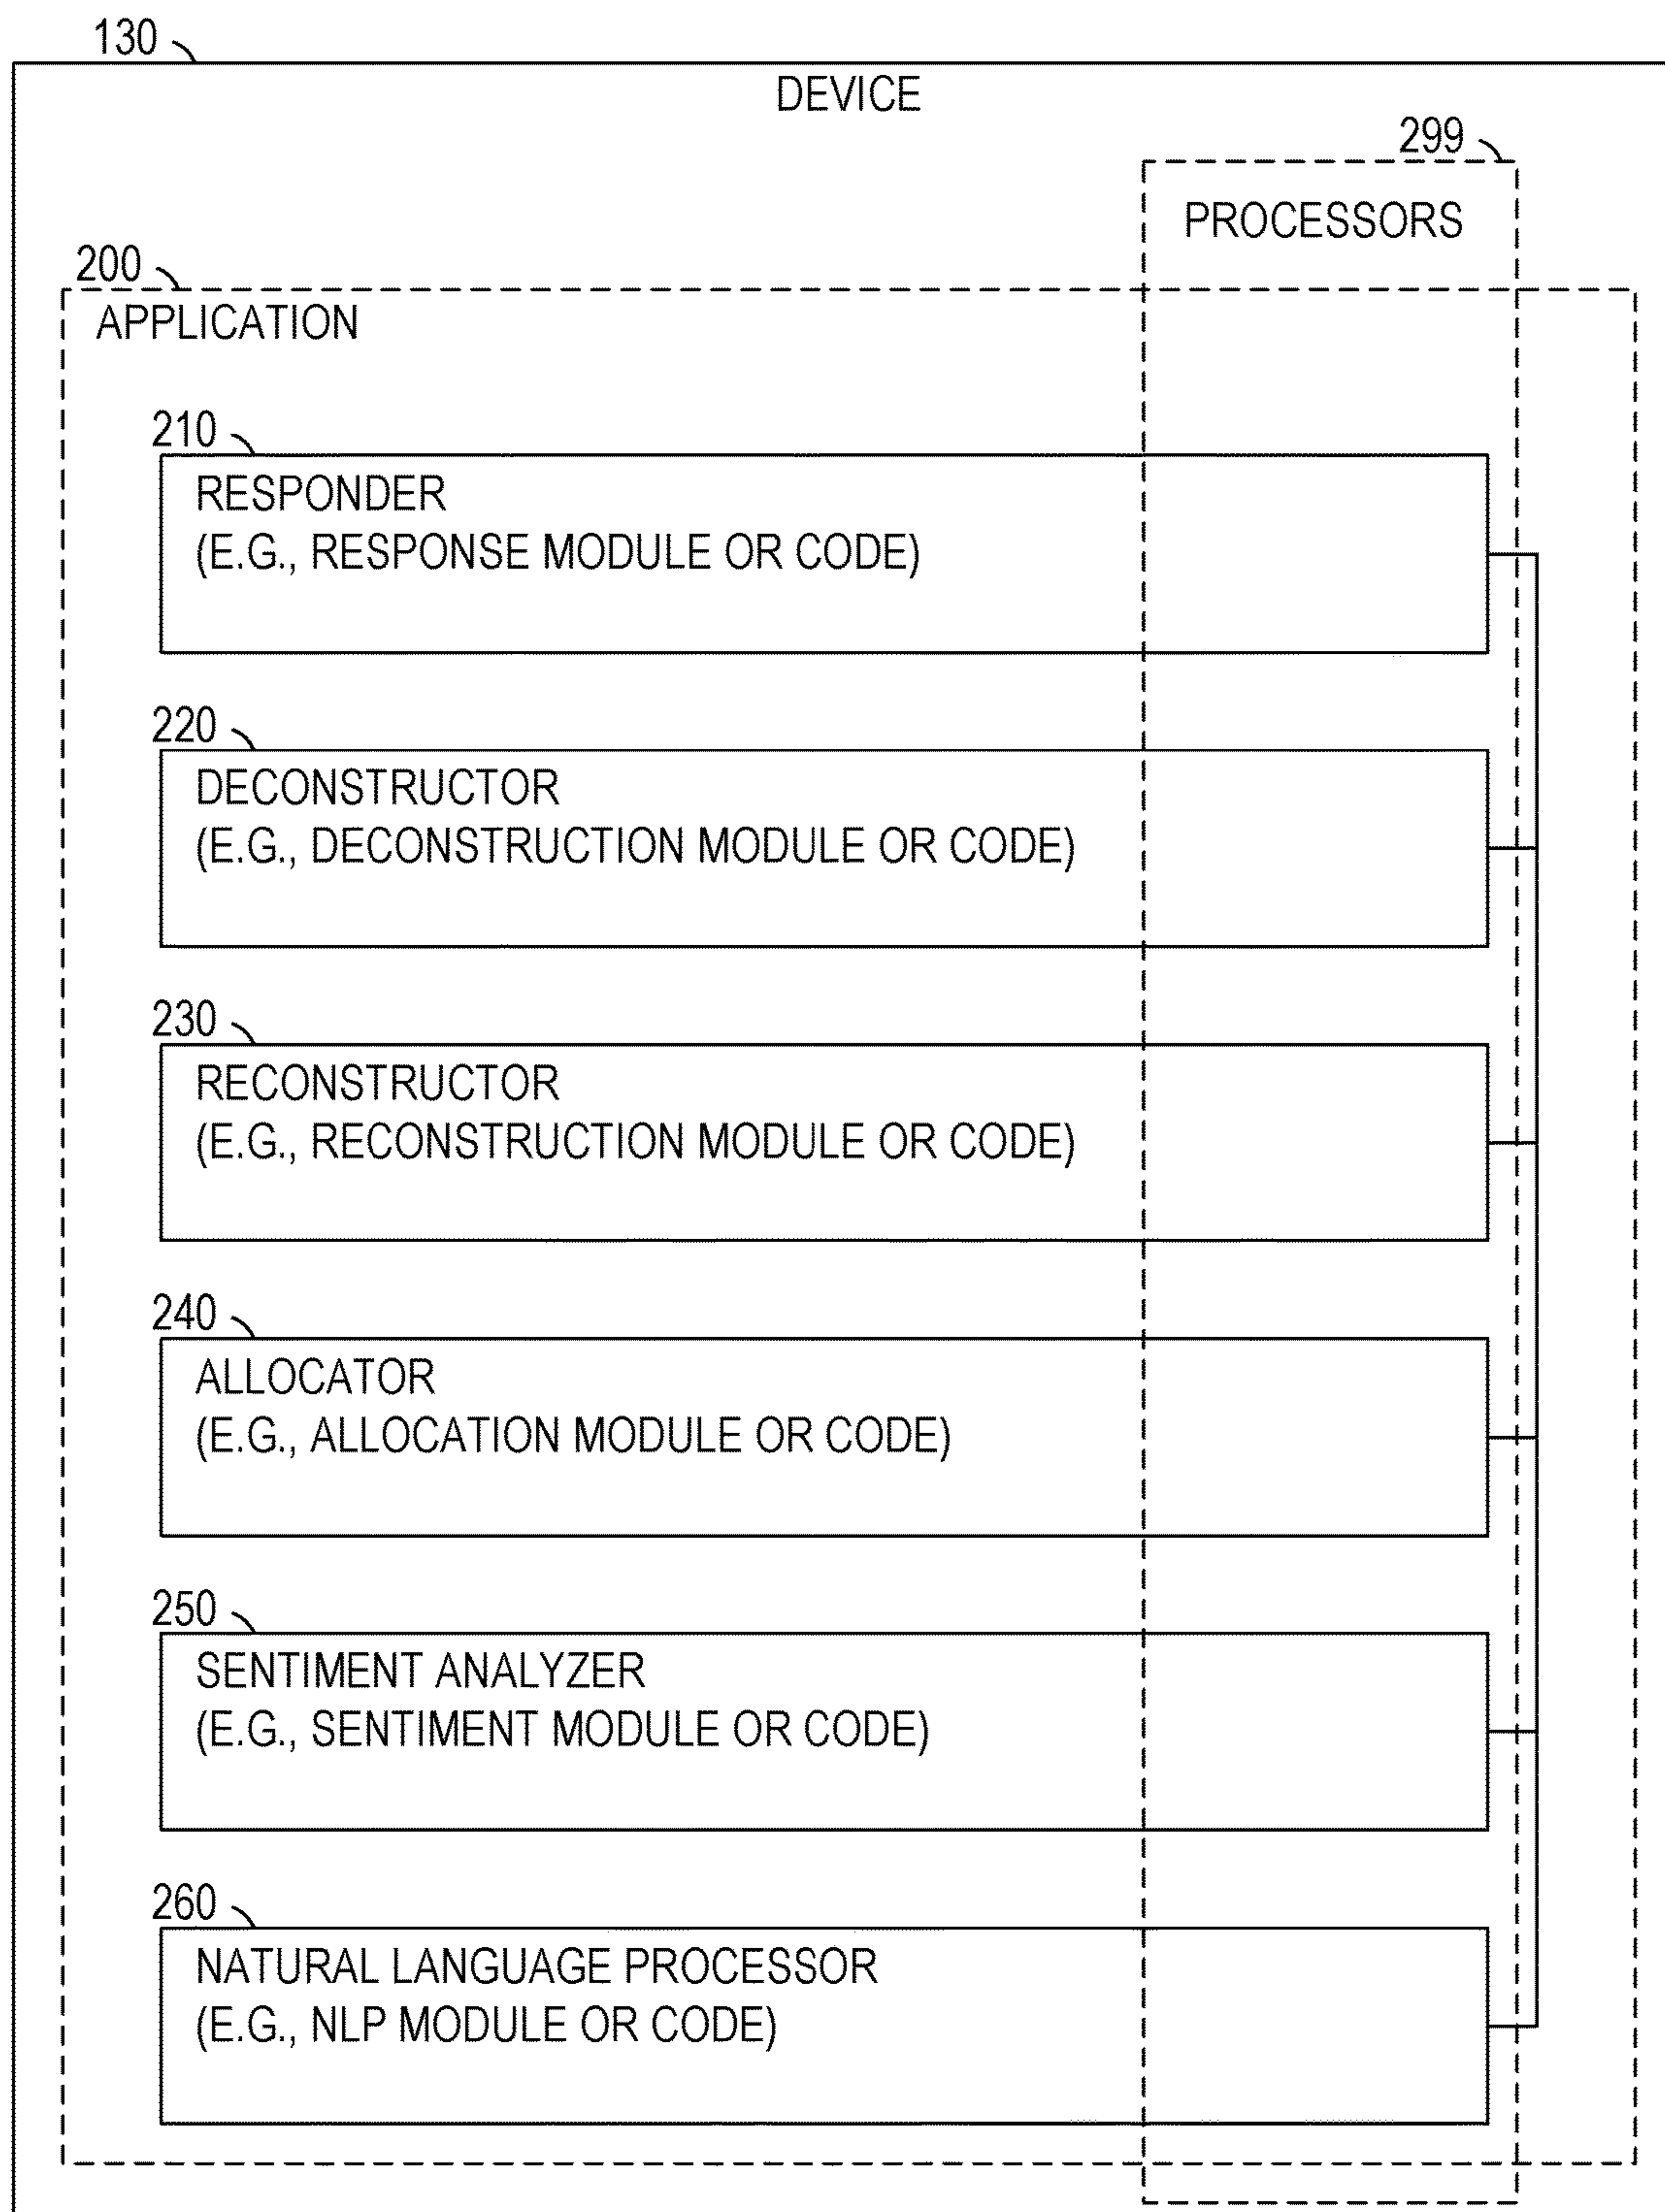 130
DEVICE
299
PROCESSORS
200
APPLICATION
210
RESPONDER
(E.G., RESPONSE MODULE OR CODE)
220
DECONSTRUCTOR
(E.G., DECONSTRUCTION MODULE OR CODE)
230
RECONSTRUCTOR
(E.G., RECONSTRUCTION MODULE OR CODE)
240
ALLOCATOR
(E.G., ALLOCATION MODULE OR CODE)
250
SENTIMENT ANALYZER
(E.G., SENTIMENT MODULE OR CODE)
260
NATURAL LANGUAGE PROCESSOR
(E.G., NLP MODULE OR CODE)